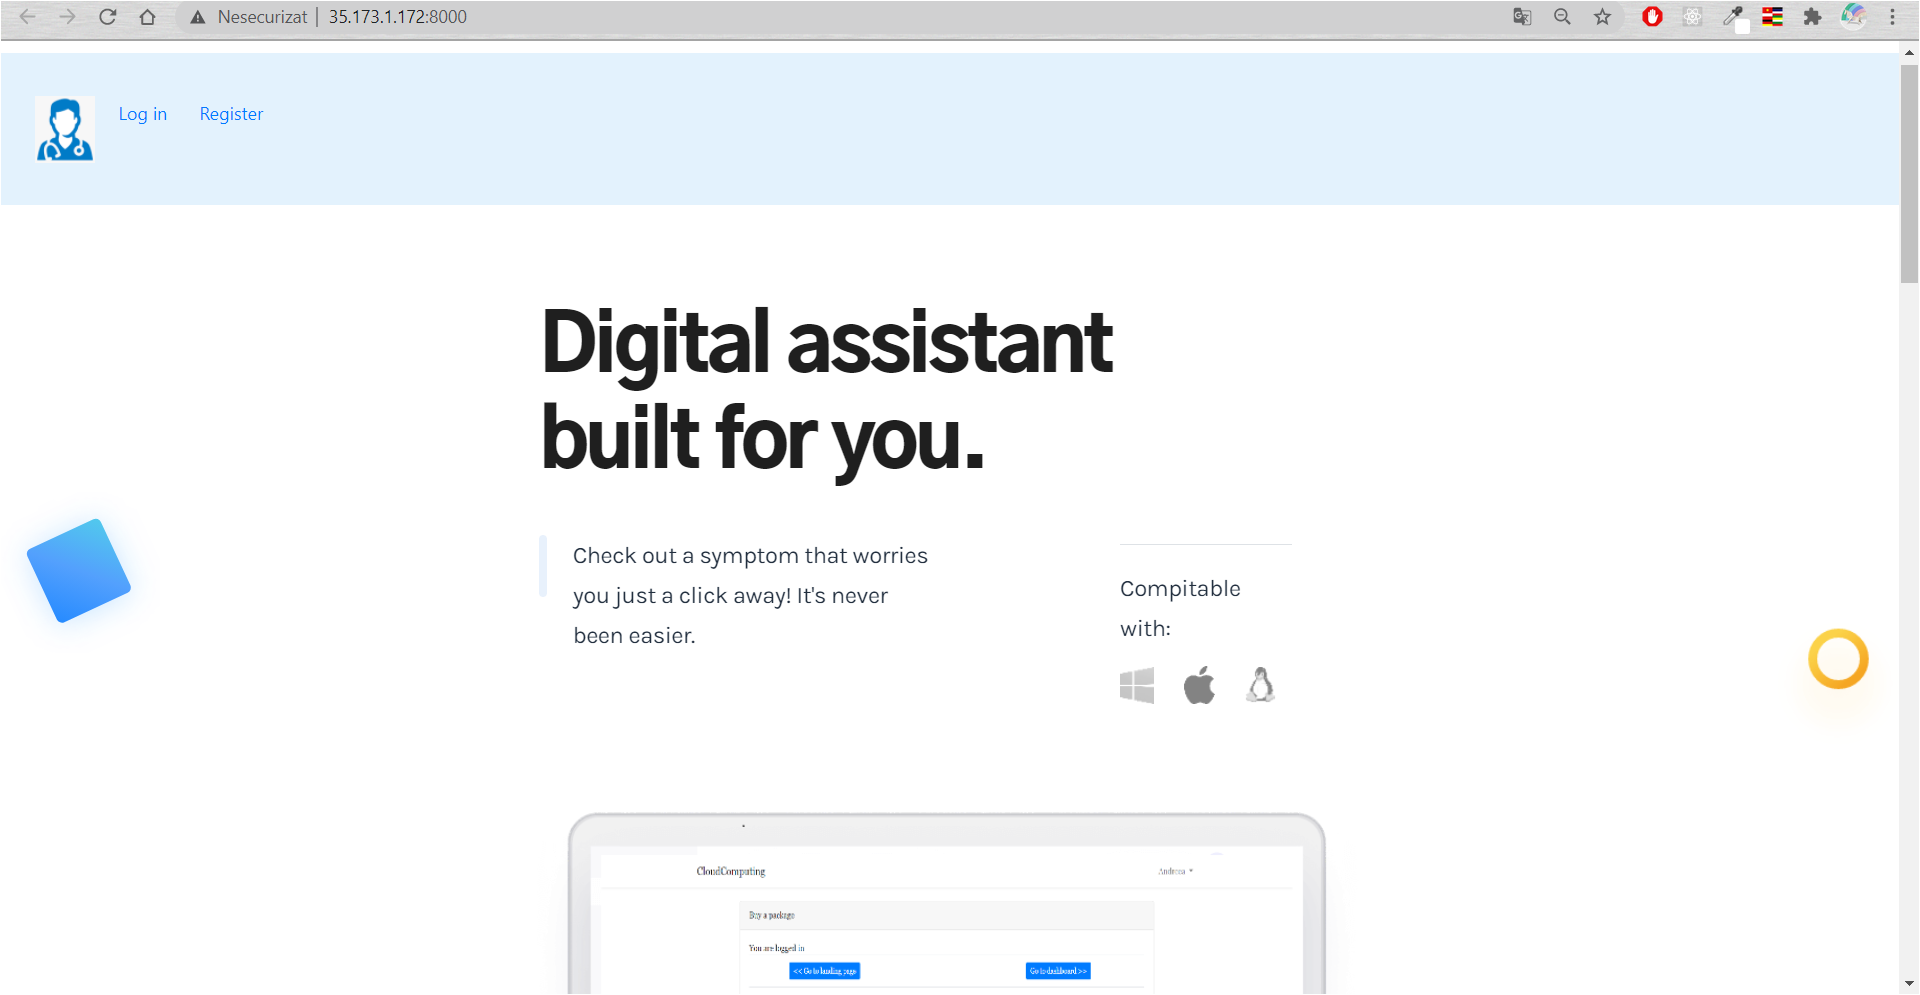 Nesecurizat | 35.173.1.172:8000
Log in Register
Digital assistant
built for you.
Check out a symptom that worries
you just a click away! It's never
been easier.
Compitable
with:
CloudComputing Andreea
Buy a package
You are logged in
<< Go to landing page Go to dashboard >>